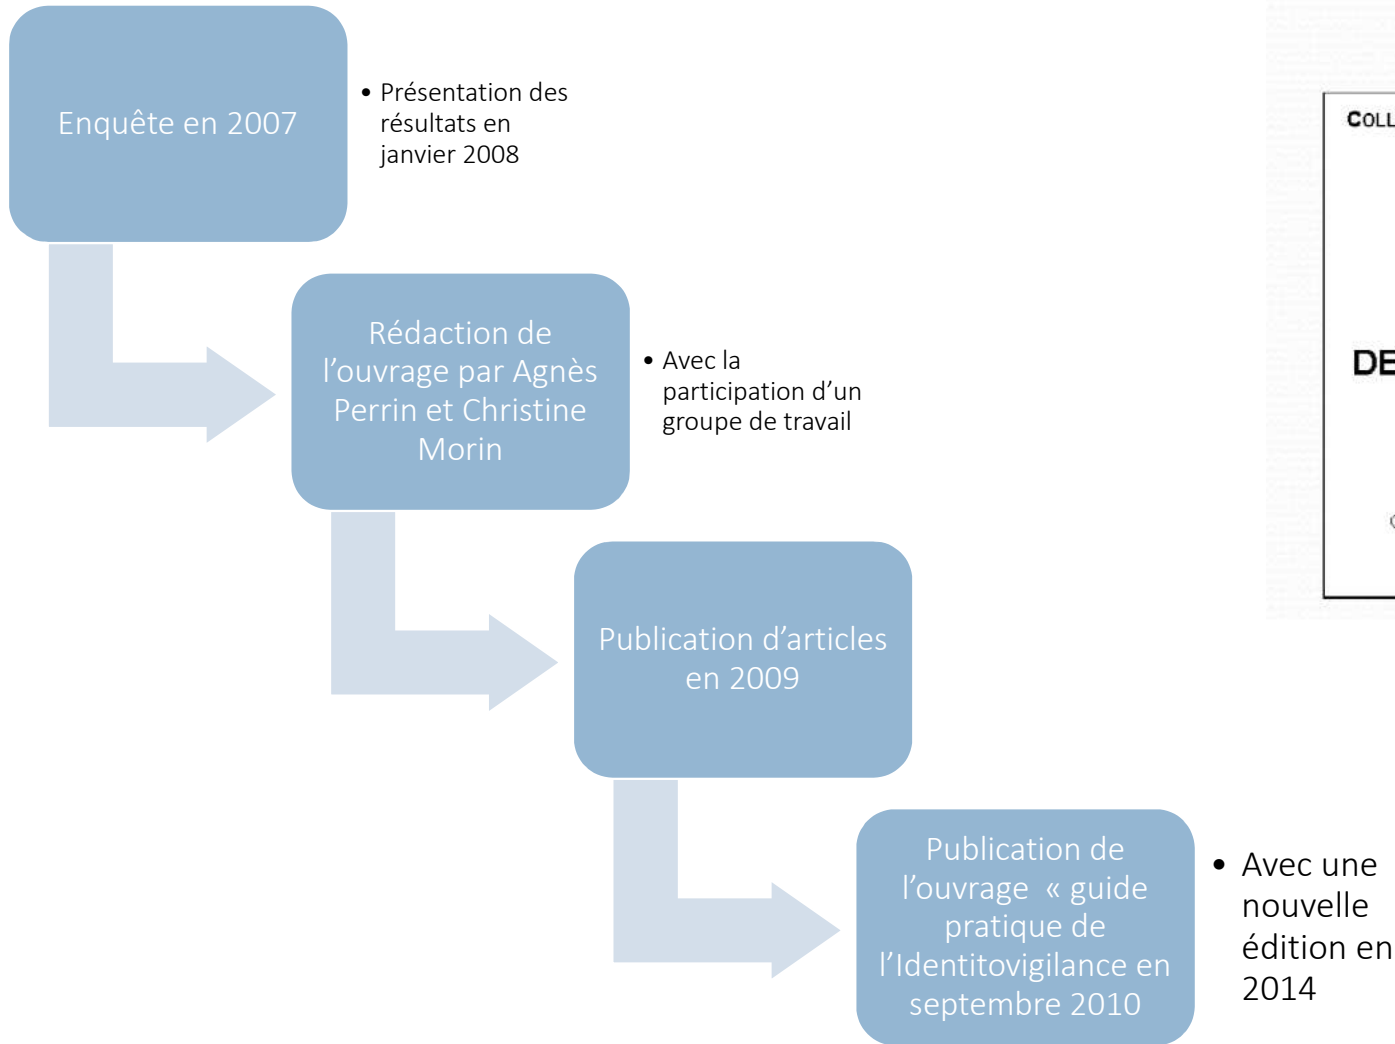 Enquête en 2007
• Présentation des
résultats en
janvier 2008
Rédaction de
l’ouvrage par Agnès
Perrin et Christine
Morin
• Avec la
participation d’un
groupe de travail
Publication d’articles
en 2009
Publication de
l’ouvrage « guide
pratique de
l’Identitovigilance en
septembre 2010
• Avec une
nouvelle
édition en
2014
COLL
DE